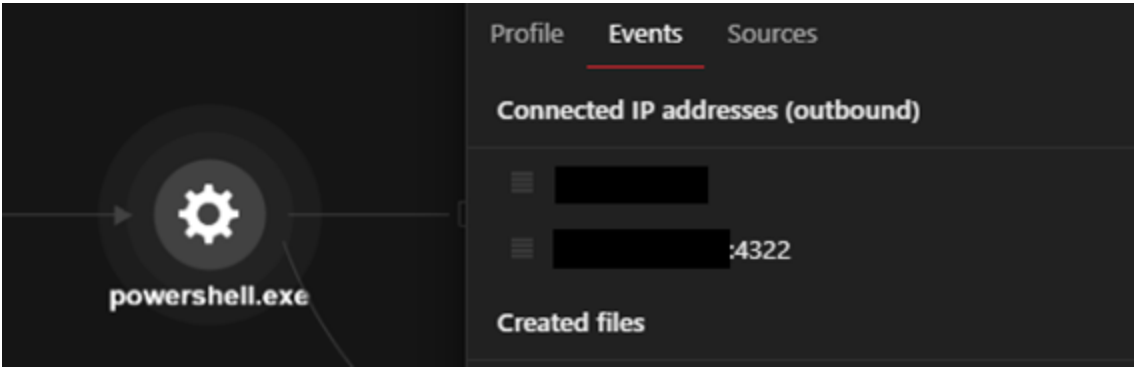 Profile Events Sources
Connected IP addresses (outbound)
:4322
powershell.exe
Created files